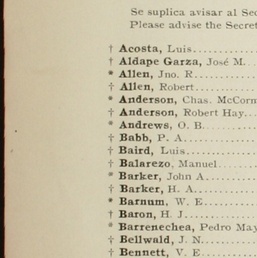 Se suplica avisar al Sec
Please advise the Secret
† Acosta, Luis
† Aldape Garza, José M.
* Allen, Jno. R
† Allen, Robert
* Anderson, Chas. McCorm
† Anderson, Robert Hay
* Andrews, O. B.
† Babb, P. A.
† Baird, Luis
† Balarezo, Manuel
* Barker, John A.
† Barker, H. A.
* Barnum, W. E
† Baron, H. J.
* Barrenechea, Pedro May
† Bellwald, J. N.
† Bennett, V. E